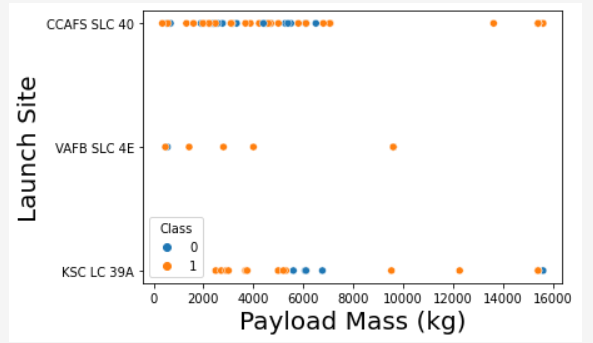 CCAFS SLC 40
VAFB SLC 4E
KSC LC 39A
Launch Site
Class
0
1
0 2000 4000 6000 8000 10000 12000 14000 16000
Payload Mass (kg)